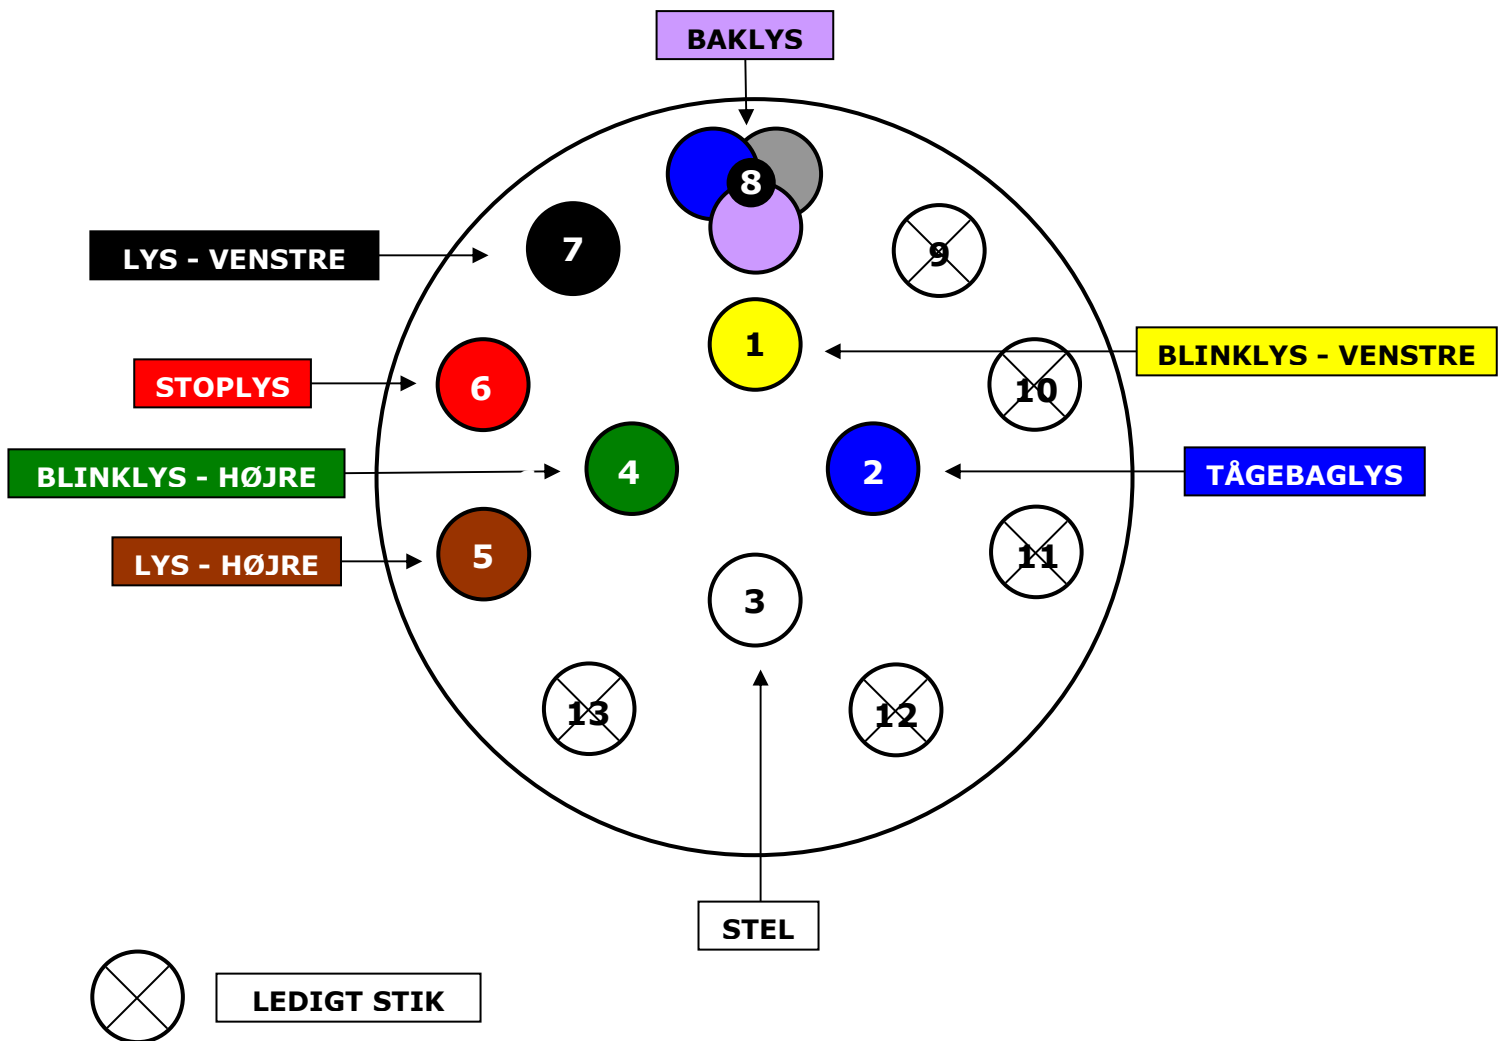 BAKLYS
8
LYS - VENSTRE
7
9
1
BLINKLYS - VENSTRE
STOPLYS
6
10
BLINKLYS - HØJRE
4
2
TÅGEBAGLYS
LYS - HØJRE
5
11
3
13
12
STEL
LEDIGT STIK